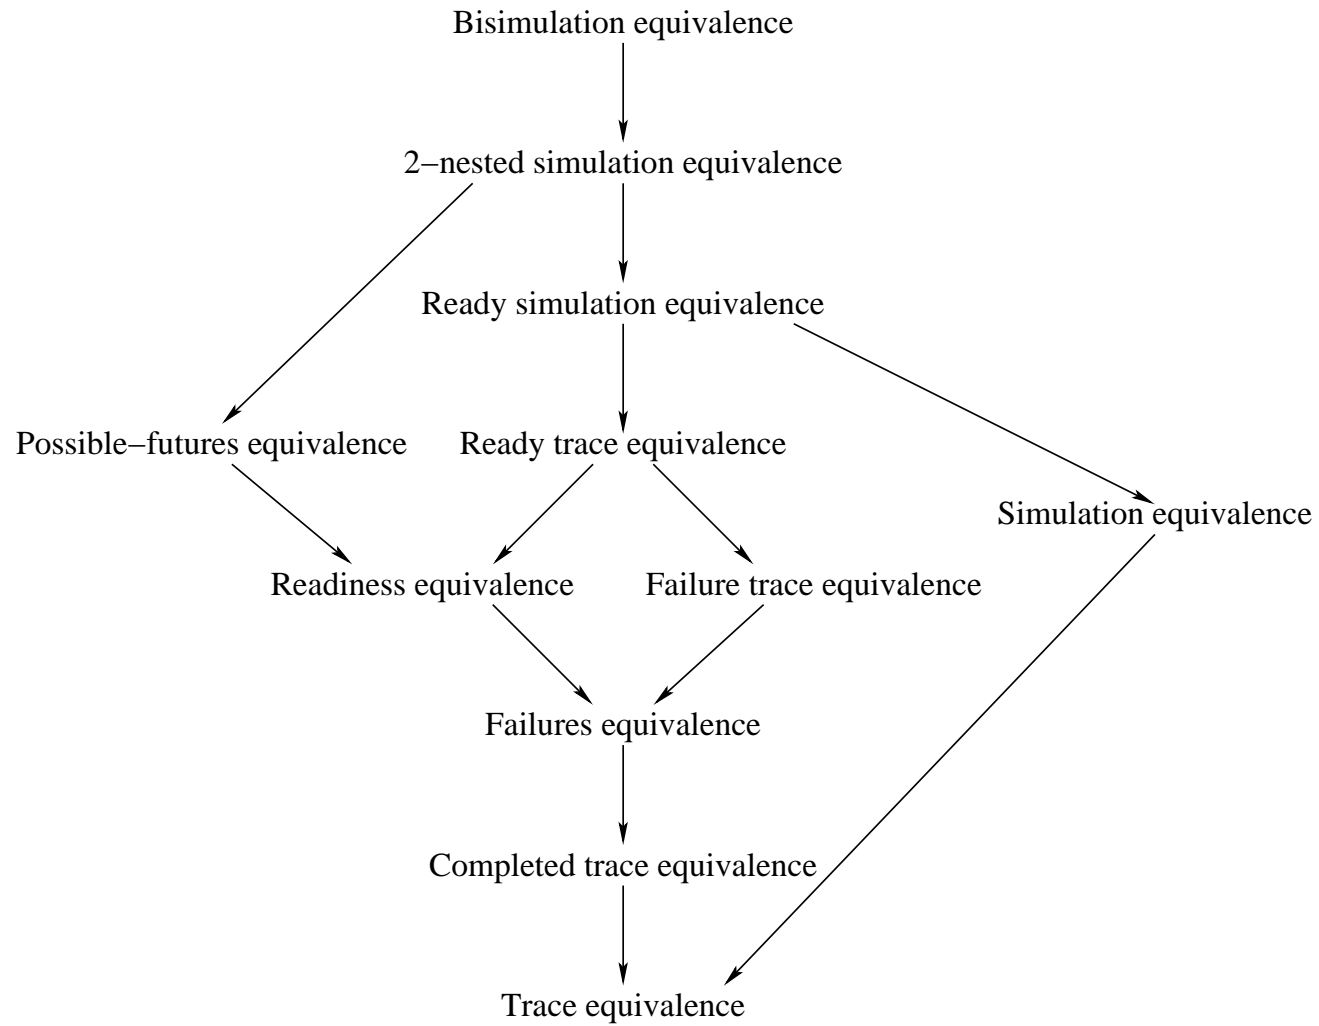 Bisimulation equivalence
2−nested simulation equivalence
Ready simulation equivalence
Possible−futures equivalence
Ready trace equivalence
Simulation equivalence
Readiness equivalence
Failure trace equivalence
Failures equivalence
Completed trace equivalence
Trace equivalence